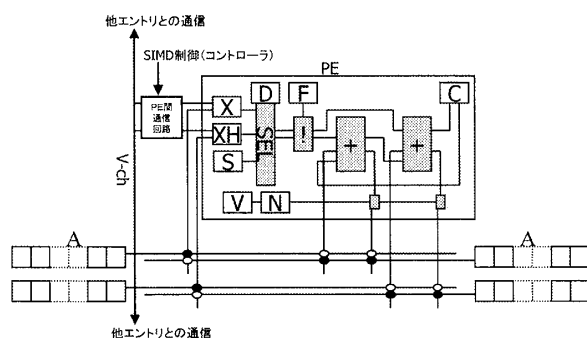 他エントリとの通信
SIMD制御(コントローラ)
PE
PE間
通信
回路
X
D
F
C
XH
SEL
!
+
+
S
V-ch
V
N
A
A
他エントリとの通信